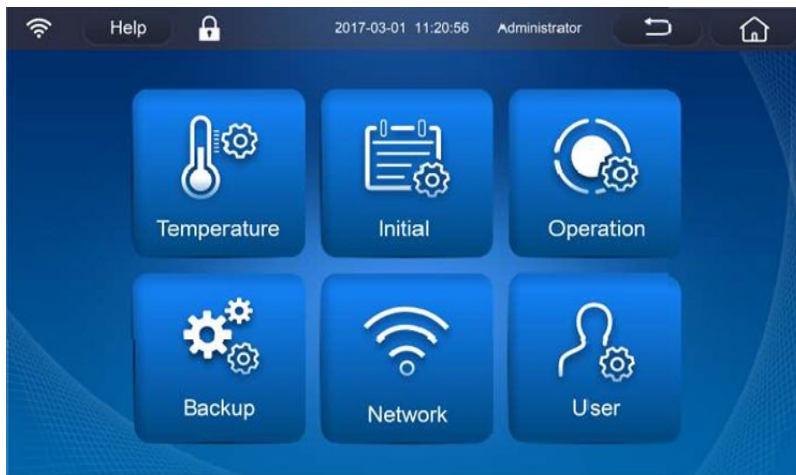 Help 2017-03-01 11:20:56 Administrator
Temperature Initial Operation
Backup Network User